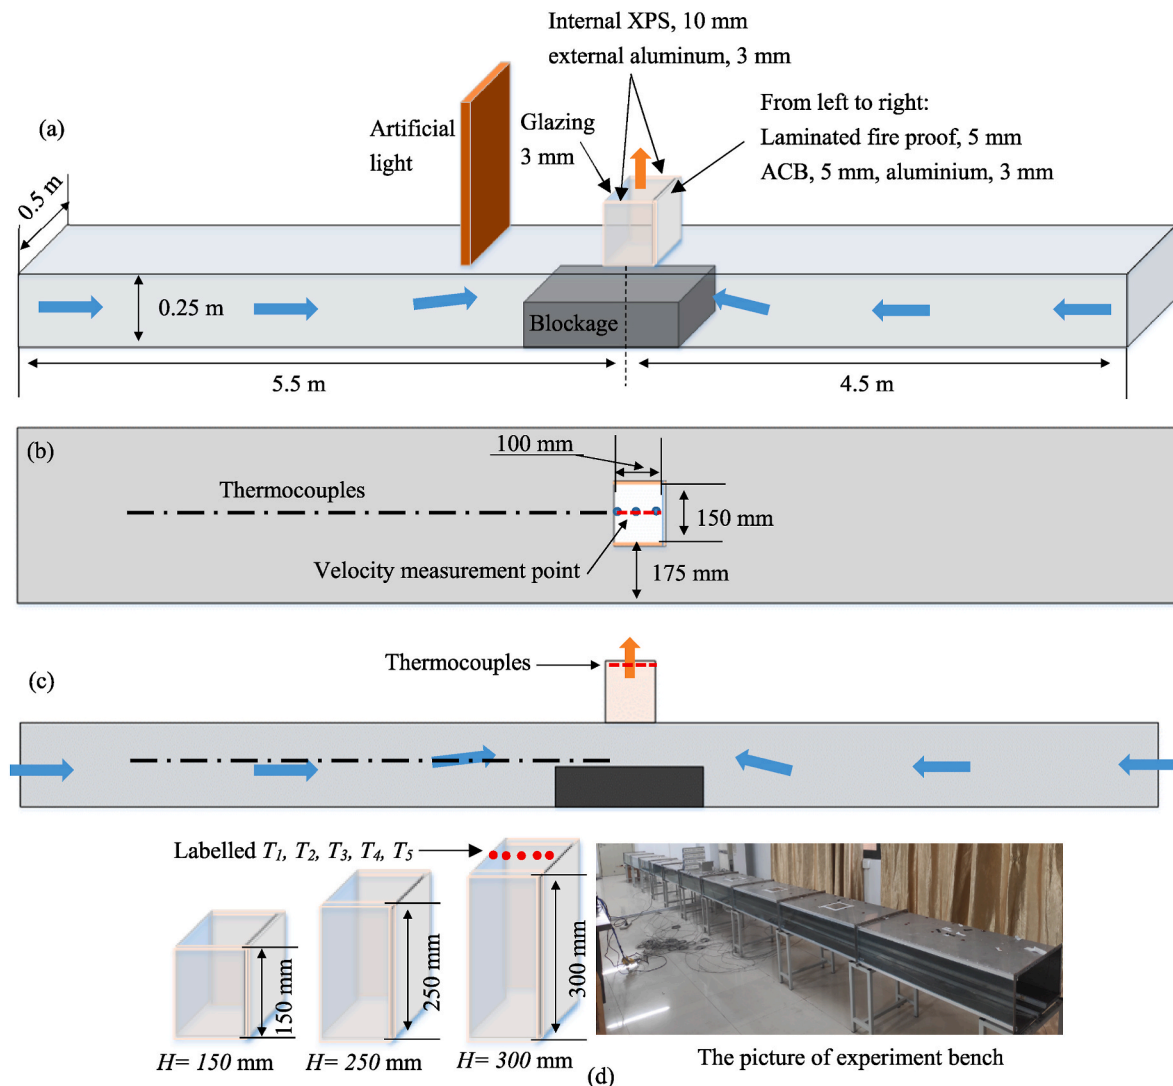 Internal XPS, 10 mm
external aluminum, 3 mm
(a)
Artificial
light
Glazing
3 mm
From left to right:
Laminated fire proof, 5 mm
ACB, 5 mm, aluminium, 3 mm
0.5 m
0.25 m
Blockage
5.5 m
4.5 m
(b)
100 mm
Thermocouples
150 mm
Velocity measurement point
175 mm
Thermocouples
(c)
Labelled T1, T2, T3, T4, T5
150 mm
250 mm
300 mm
H= 150 mm
H= 250 mm
H= 300 mm
The picture of experiment bench
(d)